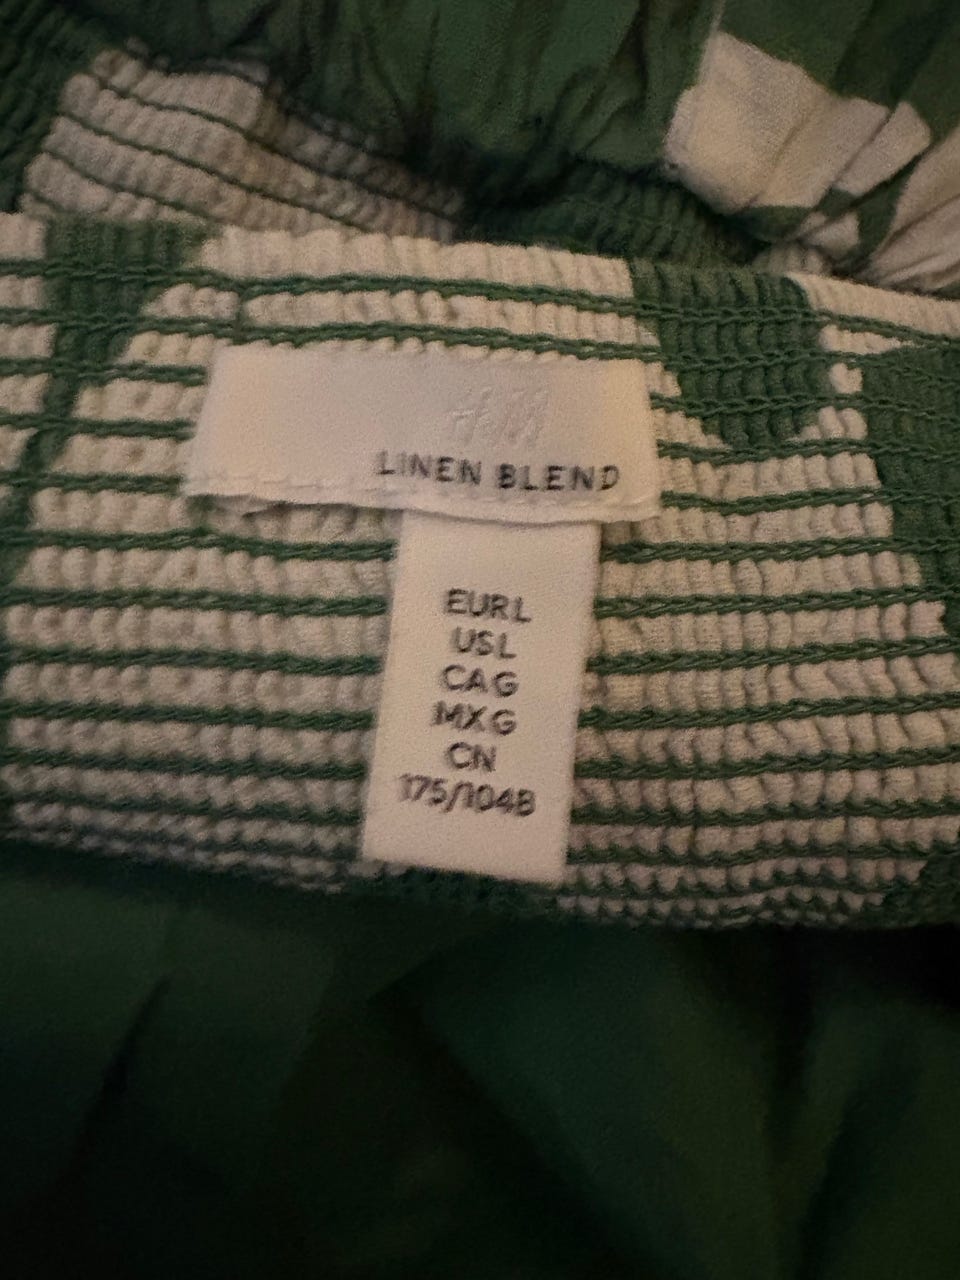 H&M
LINEN BLEND
EUR L
US L
CA G
MX G
CN
175/104B